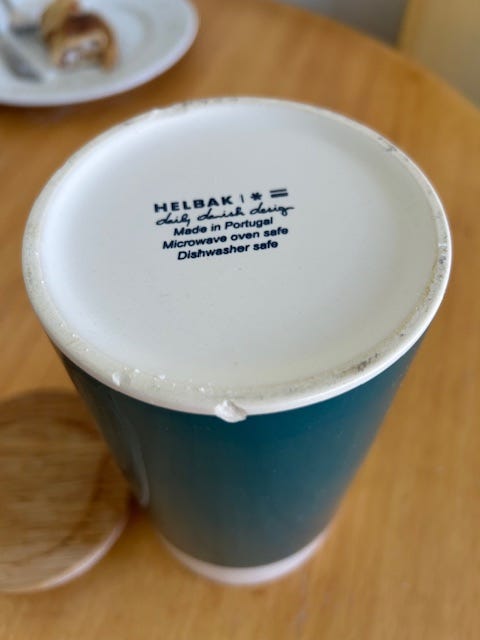 HELBAK | * =
daily danish design
Made in Portugal
Microwave oven safe
Dishwasher safe